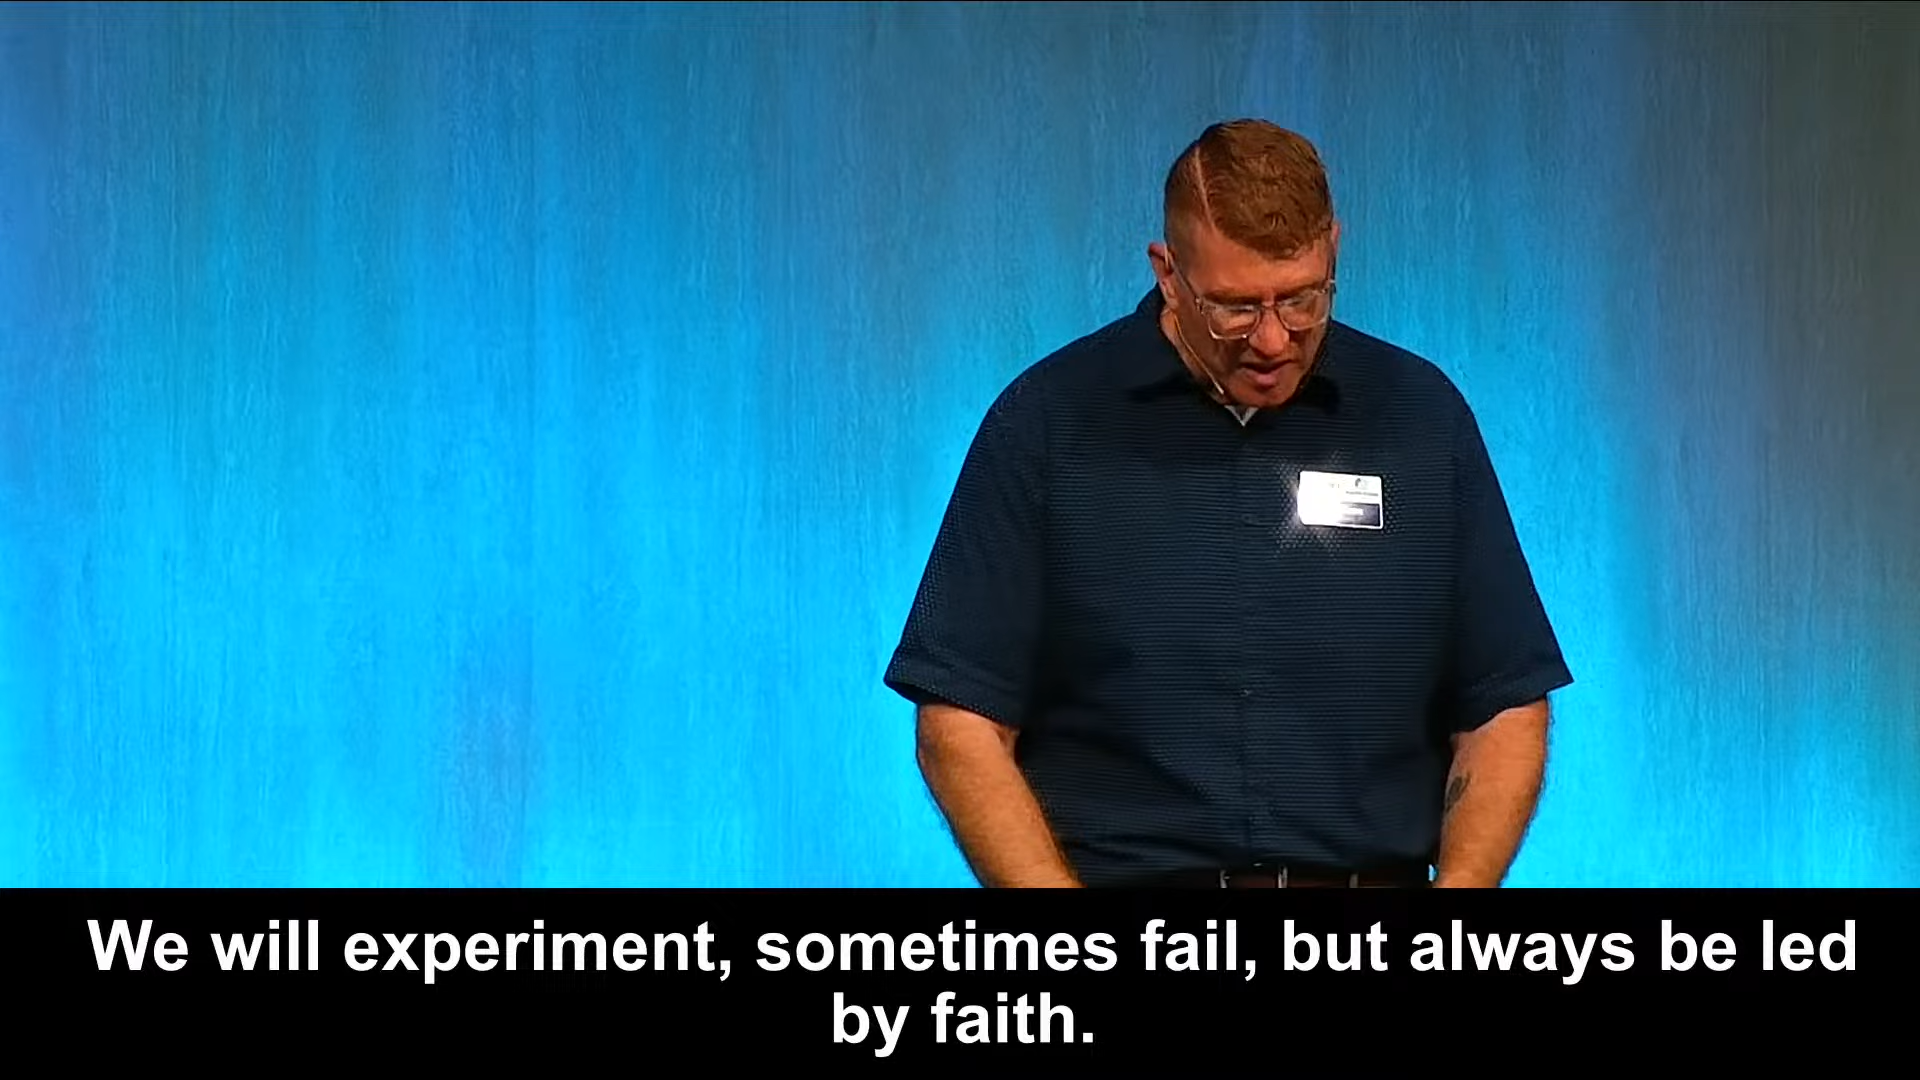 We will experiment, sometimes fail, but always be led
by faith.